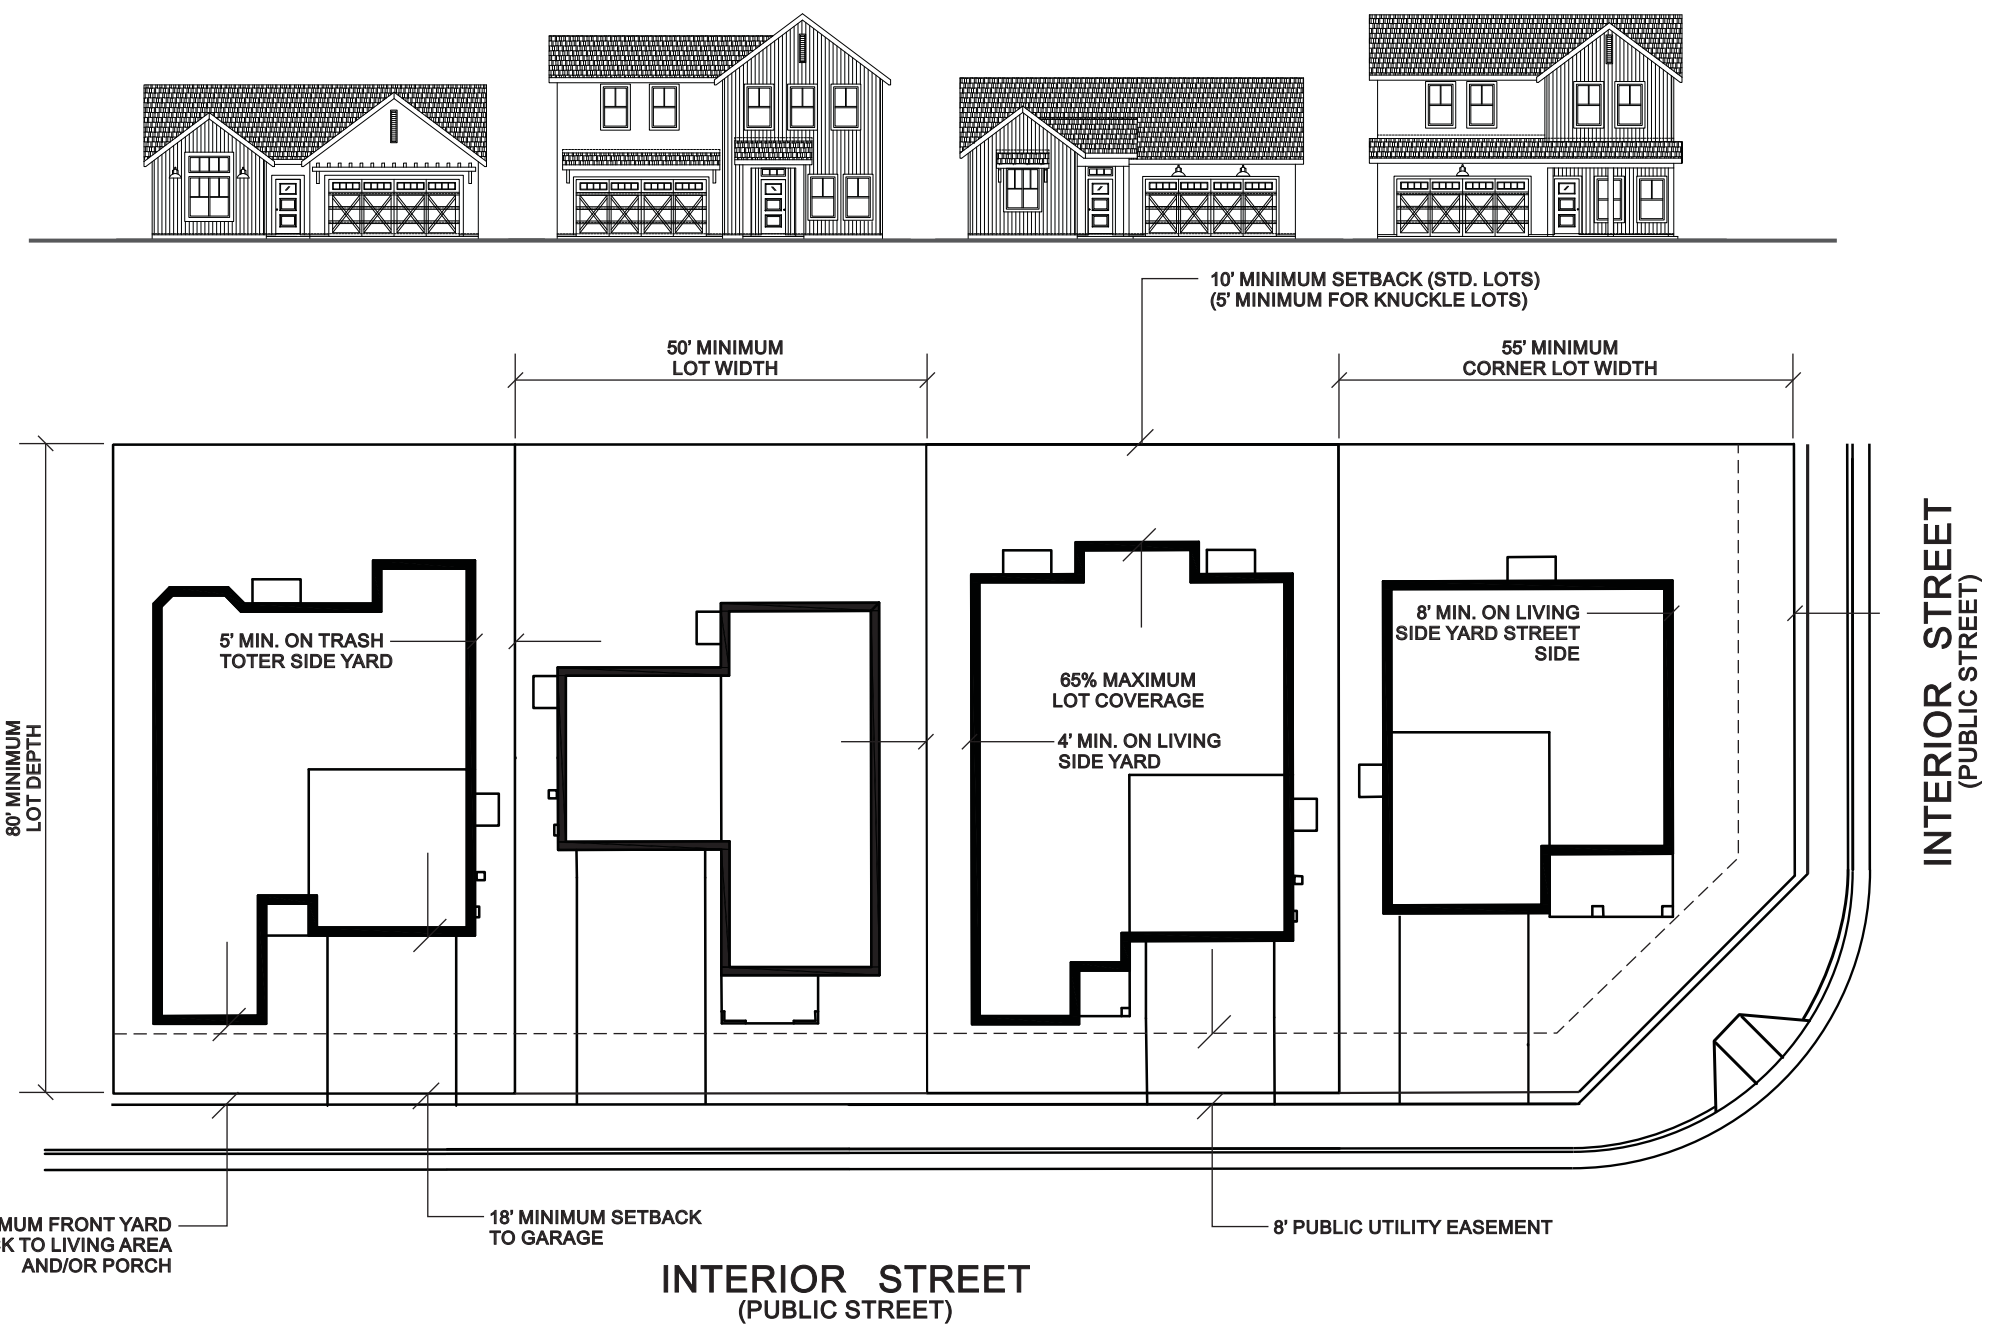 10' MINIMUM SETBACK (STD. LOTS)
(5' MINIMUM FOR KNUCKLE LOTS)
50' MINIMUM
LOT WIDTH
55' MINIMUM
CORNER LOT WIDTH
80' MINIMUM
LOT DEPTH
5' MIN. ON TRASH
TOTER SIDE YARD
65% MAXIMUM
LOT COVERAGE
4' MIN. ON LIVING
SIDE YARD
8' MIN. ON LIVING
SIDE YARD STREET
SIDE
INTERIOR STREET
(PUBLIC STREET)
FRONT YARD
TO LIVING AREA
AND/OR PORCH
18' MINIMUM SETBACK
TO GARAGE
8' PUBLIC UTILITY EASEMENT
INTERIOR STREET
(PUBLIC STREET)